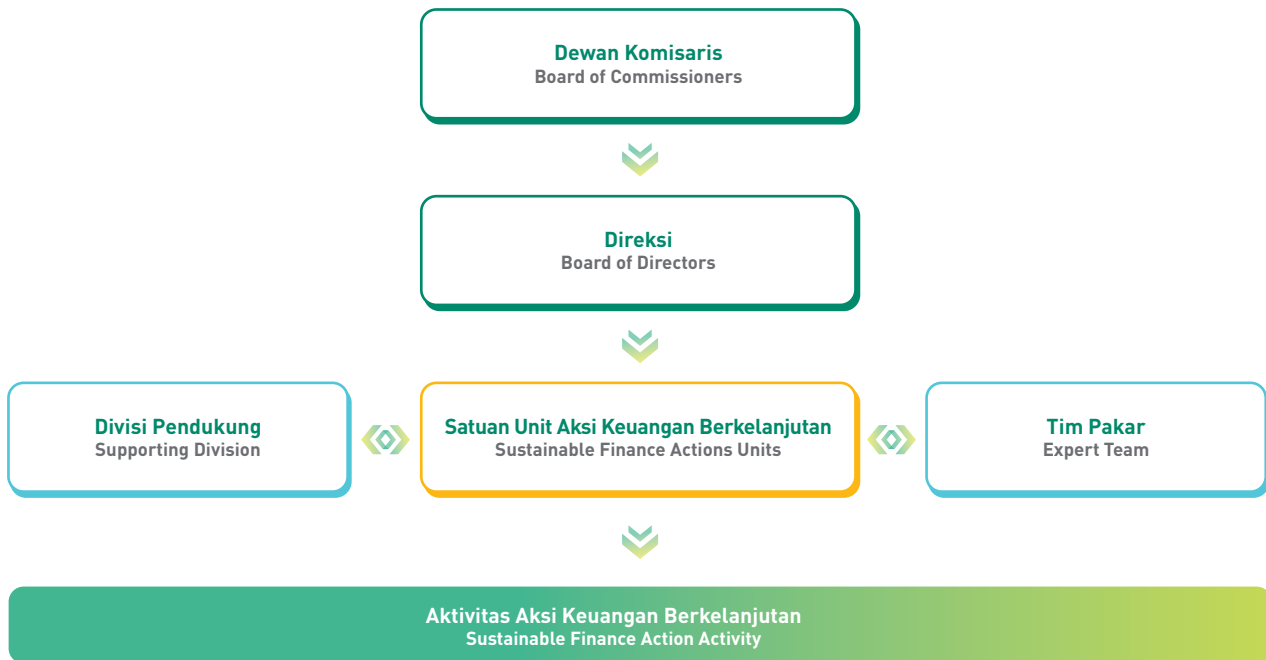 Dewan Komisaris
Board of Commissioners
Direksi
Board of Directors
Divisi Pendukung
Supporting Division
Satuan Unit Aksi Keuangan Berkelanjutan
Sustainable Finance Actions Units
Tim Pakar
Expert Team
Aktivitas Aksi Keuangan Berkelanjutan
Sustainable Finance Action Activity